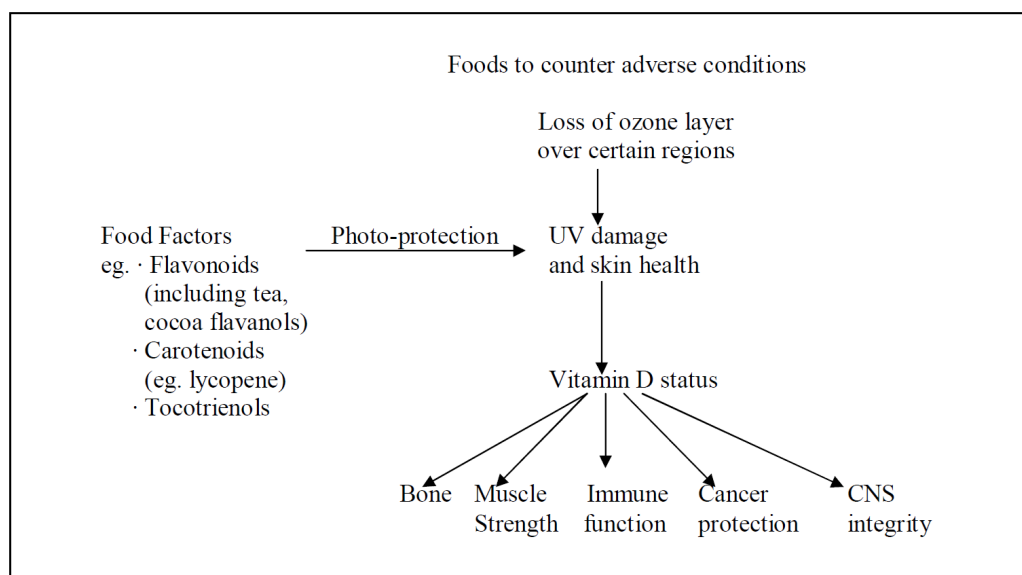 Foods to counter adverse conditions
Loss of ozone layer
over certain regions
Food Factors
eg. · Flavonoids
(including tea,
cocoa flavanols)
· Carotenoids
(eg. lycopene)
· Tocotrienols
Photo-protection
UV damage
and skin health
Vitamin D status
Bone
Muscle
Strength
Immune
function
Cancer
protection
CNS
integrity